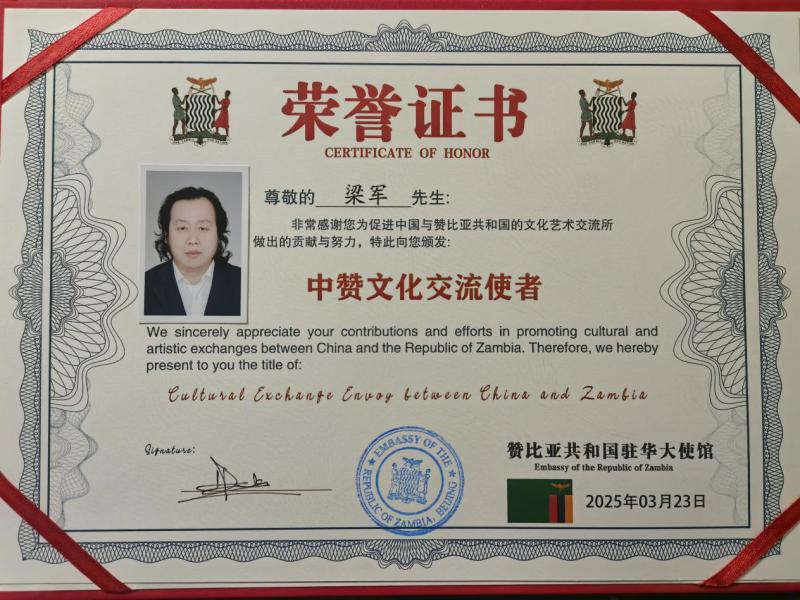 荣誉证书
CERTIFICATE OF HONOR
尊敬的 梁军 先生:
非常感谢您为促进中国与赞比亚共和国的文化艺术交流所
做出的贡献与努力，特此向您颁发:
中赞文化交流使者
We sincerely appreciate your contributions and efforts in promoting cultural and
artistic exchanges between China and the Republic of Zambia. Therefore, we hereby
present to you the title of:
Cultural Exchange Envoy between China and Zambia
Signature:
EMBASSY OF THE
REPUBLIC OF ZAMBIA, BEIJING
赞比亚共和国驻华大使馆
Embassy of the Republic of Zambia
2025年03月23日